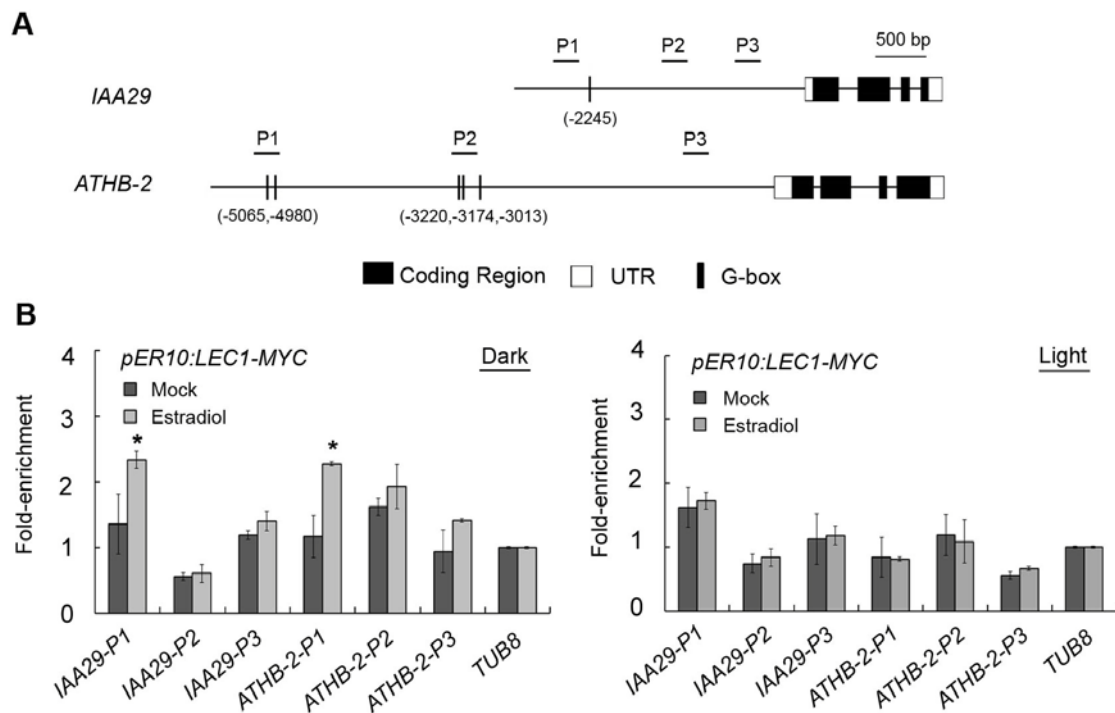 A
P1 P2 P3 500 bp
IAA29
(-2245)
P1 P2 P3
ATHB-2
(-5065,-4980) (-3220,-3174,-3013)
Coding Region UTR G-box
B
4
3
2
1
0
Fold-enrichment
pER10:LEC1-MYC Dark
Mock
Estradiol
* *
IAA29-P1 IAA29-P2 IAA29-P3 ATHB-2-P1 ATHB-2-P2 ATHB-2-P3 TUB8
4
3
2
1
0
Fold-enrichment
pER10:LEC1-MYC Light
Mock
Estradiol
IAA29-P1 IAA29-P2 IAA29-P3 ATHB-2-P1 ATHB-2-P2 ATHB-2-P3 TUB8